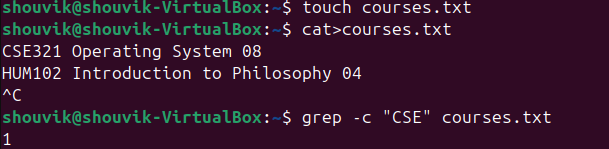 shouvik@shouvik-VirtualBox:~$ touch courses.txt
shouvik@shouvik-VirtualBox:~$ cat>courses.txt
CSE321 Operating System 08
HUM102 Introduction to Philosophy 04
^C
shouvik@shouvik-VirtualBox:~$ grep -c "CSE" courses.txt
1